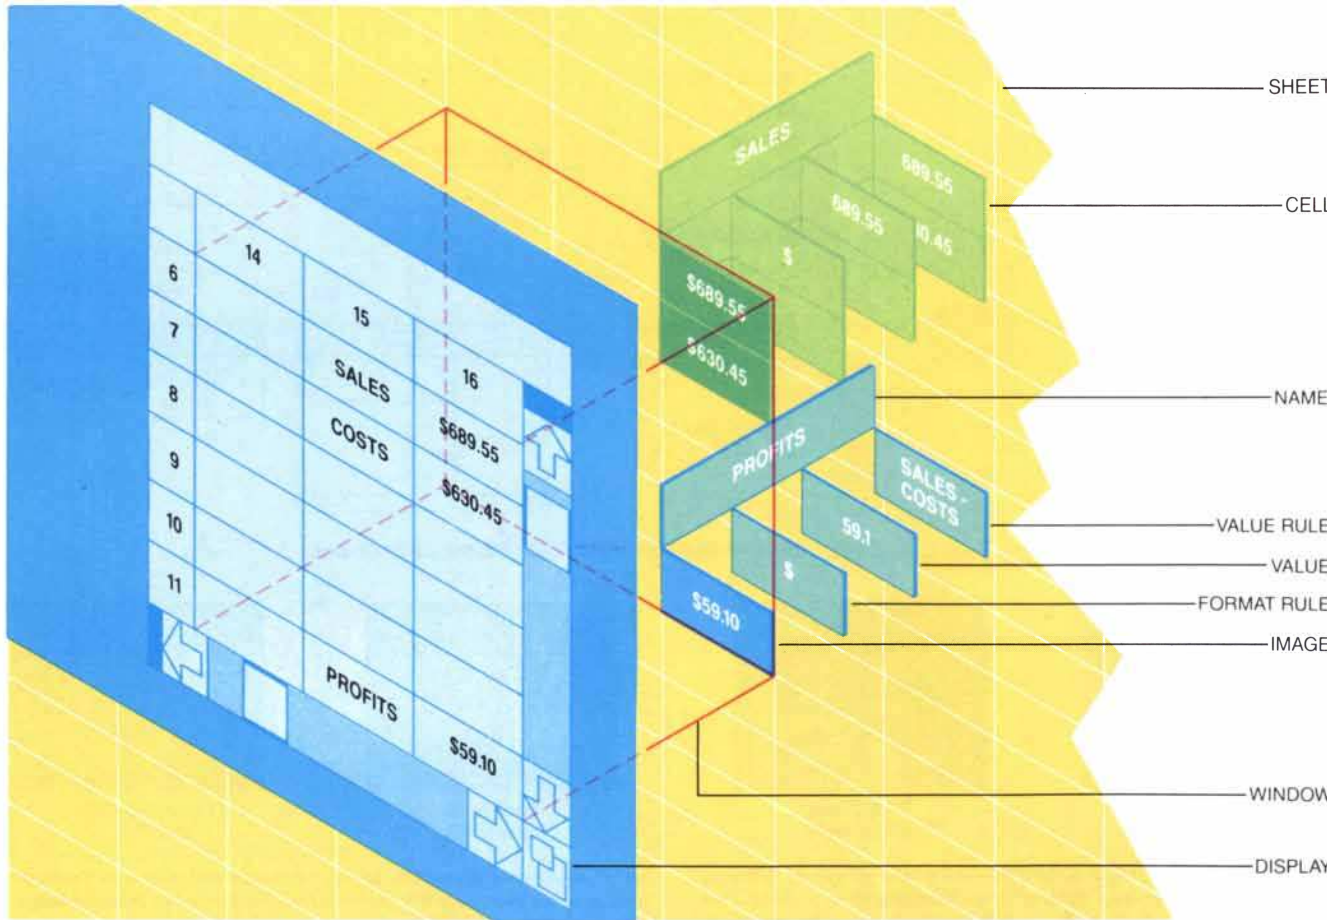 SHEET
CELL
NAME
VALUE RULE
VALUE
FORMAT RULE
IMAGE
WINDOW
DISPLAY
14
15
16
6
7
8
9
10
11
SALES
$689.55
COSTS
$630.45
PROFITS
$59.10
SALES
689.55
689.55
$
$689.55
$630.45
PROFITS
SALES -
COSTS
59.1
$
$59.10